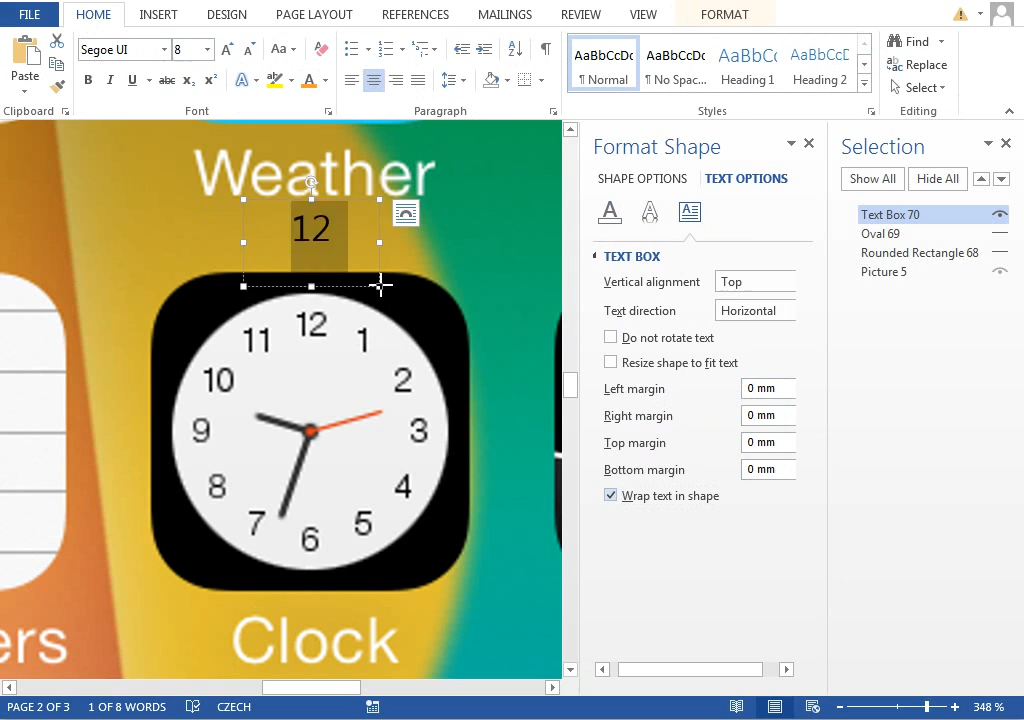 FILE HOME INSERT DESIGN PAGE LAYOUT REFERENCES MAILINGS REVIEW VIEW FORMAT
Paste
Clipboard
Segoe UI 8 A A Aa
B I U abc x₂ x² A ab A
Font
Paragraph
AaBbCcDc AaBbCcDc AaBbCc AaBbCcD
¶ Normal ¶ No Spac... Heading 1 Heading 2
Styles
Find
Replace
Select
Editing
Weather
12
12
11 1
10 2
9 3
8 4
7 5
6
ers
Clock
Format Shape
SHAPE OPTIONS TEXT OPTIONS
TEXT BOX
Vertical alignment Top
Text direction Horizontal
Do not rotate text
Resize shape to fit text
Left margin 0 mm
Right margin 0 mm
Top margin 0 mm
Bottom margin 0 mm
Wrap text in shape
Selection
Show All Hide All
Text Box 70
Oval 69
Rounded Rectangle 68
Picture 5
PAGE 2 OF 3 1 OF 8 WORDS CZECH 348 %